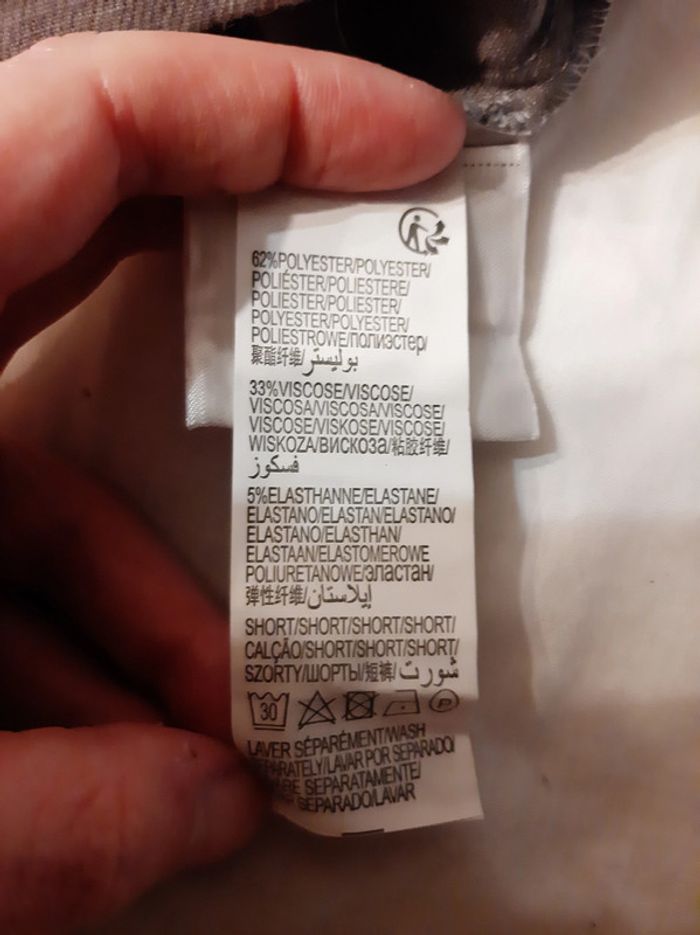 62%POLYESTER/POLYESTER/
POLIÉSTER/POLIESTERE/
POLIESTER/POLIESTER/
POLYESTER/POLYESTER/
POLIESTROWE/полиэстер/
聚酯纤维/بوليستر
33%VISCOSE/VISCOSE/
VISCOSA/VISCOSA/VISCOSE/
VISCOSE/VISKOSE/VISCOSE/
WISKOZA/вискоза/粘胶纤维/
فسكوز
5%ELASTHANNE/ELASTANE/
ELASTANO/ELASTAN/ELASTANO/
ELASTANO/ELASTHAN/
ELASTAAN/ELASTOMEROWE
POLIURETANOWE/эластан/
弹性纤维/إيلاستان
SHORT/SHORT/SHORT/SHORT/
CALÇÃO/SHORT/SHORT/SHORT/
SZORTY/шорты/短裤/شورت
30 P
LAVER SÉPARÉMENT/WASH
SEPARATELY/LAVAR POR SEPARADO/
SEPARATAMENTE/
SEPARADO/LAVAR